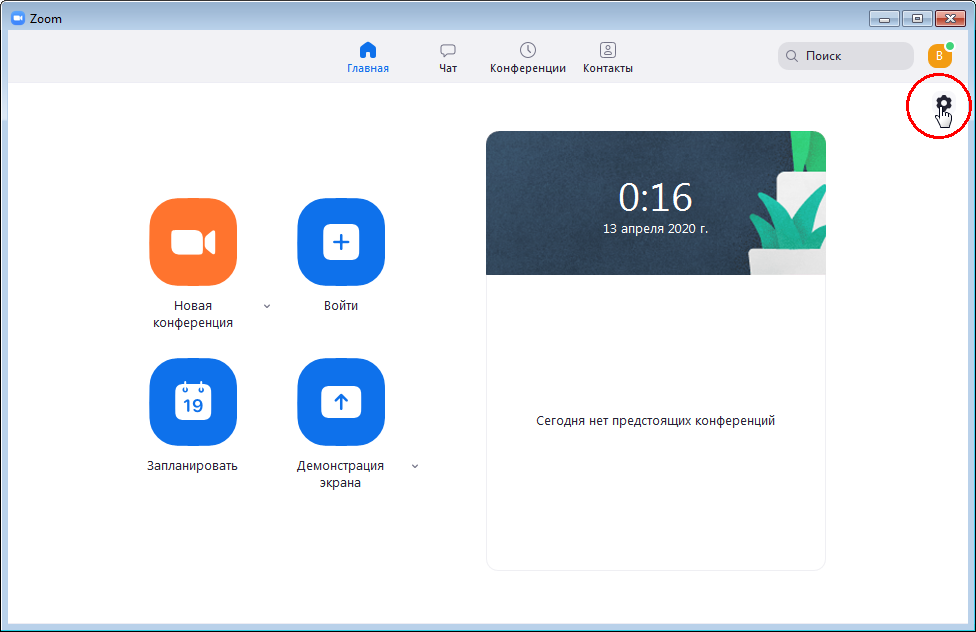 Zoom
Главная
Чат
Конференции
Контакты
Поиск
В
0:16
13 апреля 2020 г.
Новая
конференция
Войти
19
Запланировать
Демонстрация
экрана
Сегодня нет предстоящих конференций